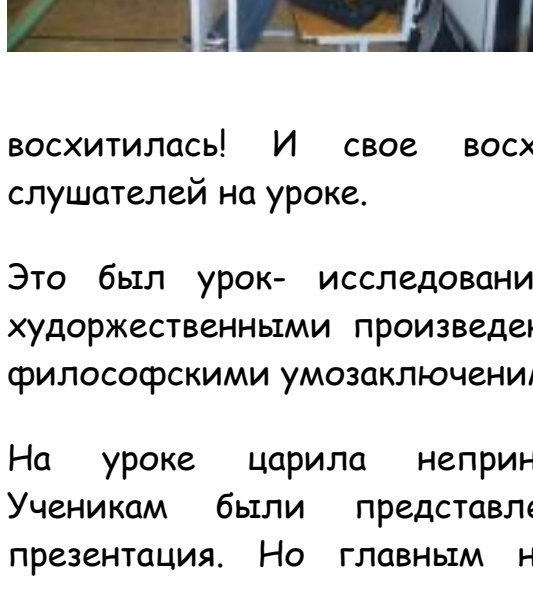 восхитилась! И свое восх
слушателей на уроке.
Это был урок- исследовани
худоржественными произведен
философскими умозаключени
На уроке царила неприн
Ученикам были представле
презентация. Но главным н